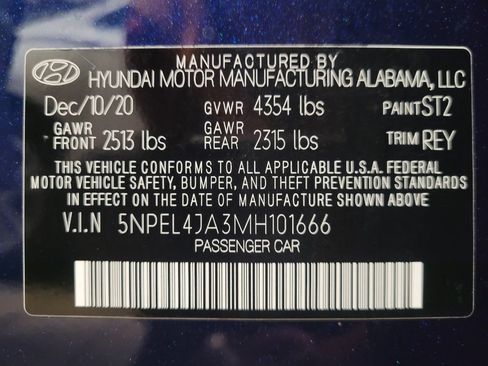 MANUFACTURED BY
HYUNDAI MOTOR MANUFACTURING ALABAMA, LLC
Dec/10/20 GVWR 4354 lbs PAINT ST2
GAWR FRONT 2513 lbs GAWR REAR 2315 lbs TRIM REY
THIS VEHICLE CONFORMS TO ALL APPLICABLE U.S.A. FEDERAL
MOTOR VEHICLE SAFETY, BUMPER, AND THEFT PREVENTION
STANDARDS IN EFFECT ON THE DATE OF MANUFACTURE SHOWN ABOVE
V.I.N 5NPEL4JA3MH101666
PASSENGER CAR